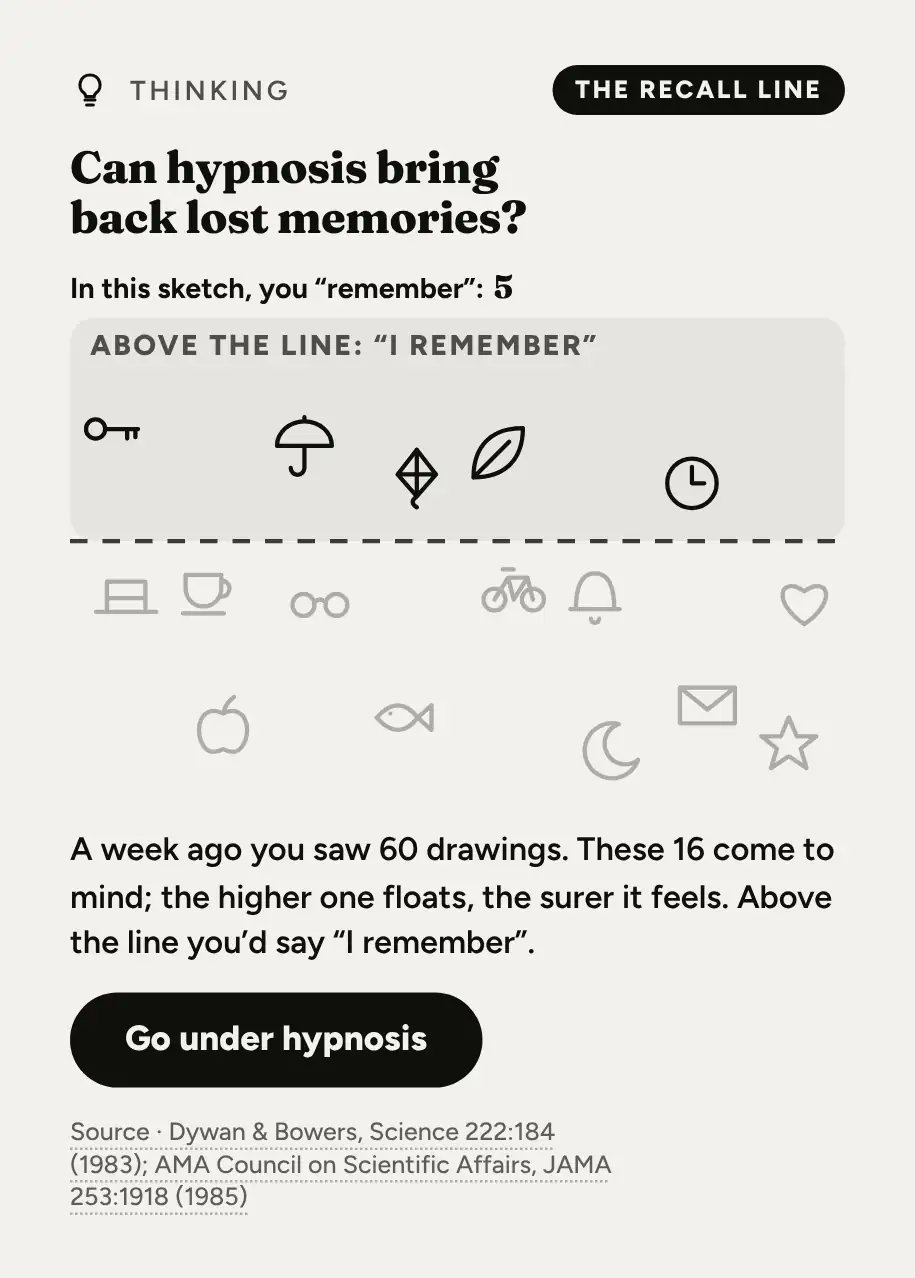 THINKING
THE RECALL LINE
Can hypnosis bring
back lost memories?
In this sketch, you “remember”: 5
ABOVE THE LINE: “I REMEMBER”
A week ago you saw 60 drawings. These 16 come to
mind; the higher one floats, the surer it feels. Above
the line you’d say “I remember”.
Go under hypnosis
Source · Dywan & Bowers, Science 222:184
(1983); AMA Council on Scientific Affairs, JAMA
253:1918 (1985)